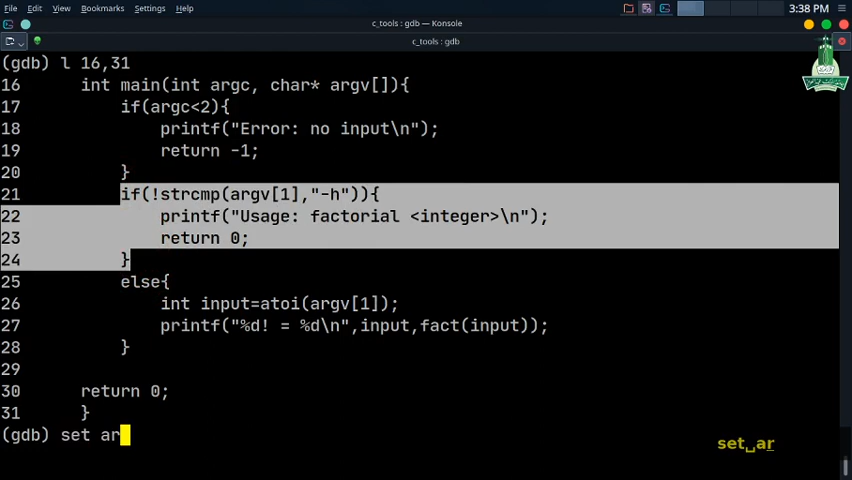 File Edit View Bookmarks Settings Help
c_tools : gdb — Konsole
3:38 PM
c_tools : gdb
(gdb) l 16,31
16 int main(int argc, char* argv[]){
17 if(argc<2){
18 printf("Error: no input\n");
19 return -1;
20 }
21 if(!strcmp(argv[1],"-h")){
22 printf("Usage: factorial <integer>\n");
23 return 0;
24 }
25 else{
26 int input=atoi(argv[1]);
27 printf("%d! = %d\n",input,fact(input));
28 }
29
30 return 0;
31 }
(gdb) set ar
set␣ar